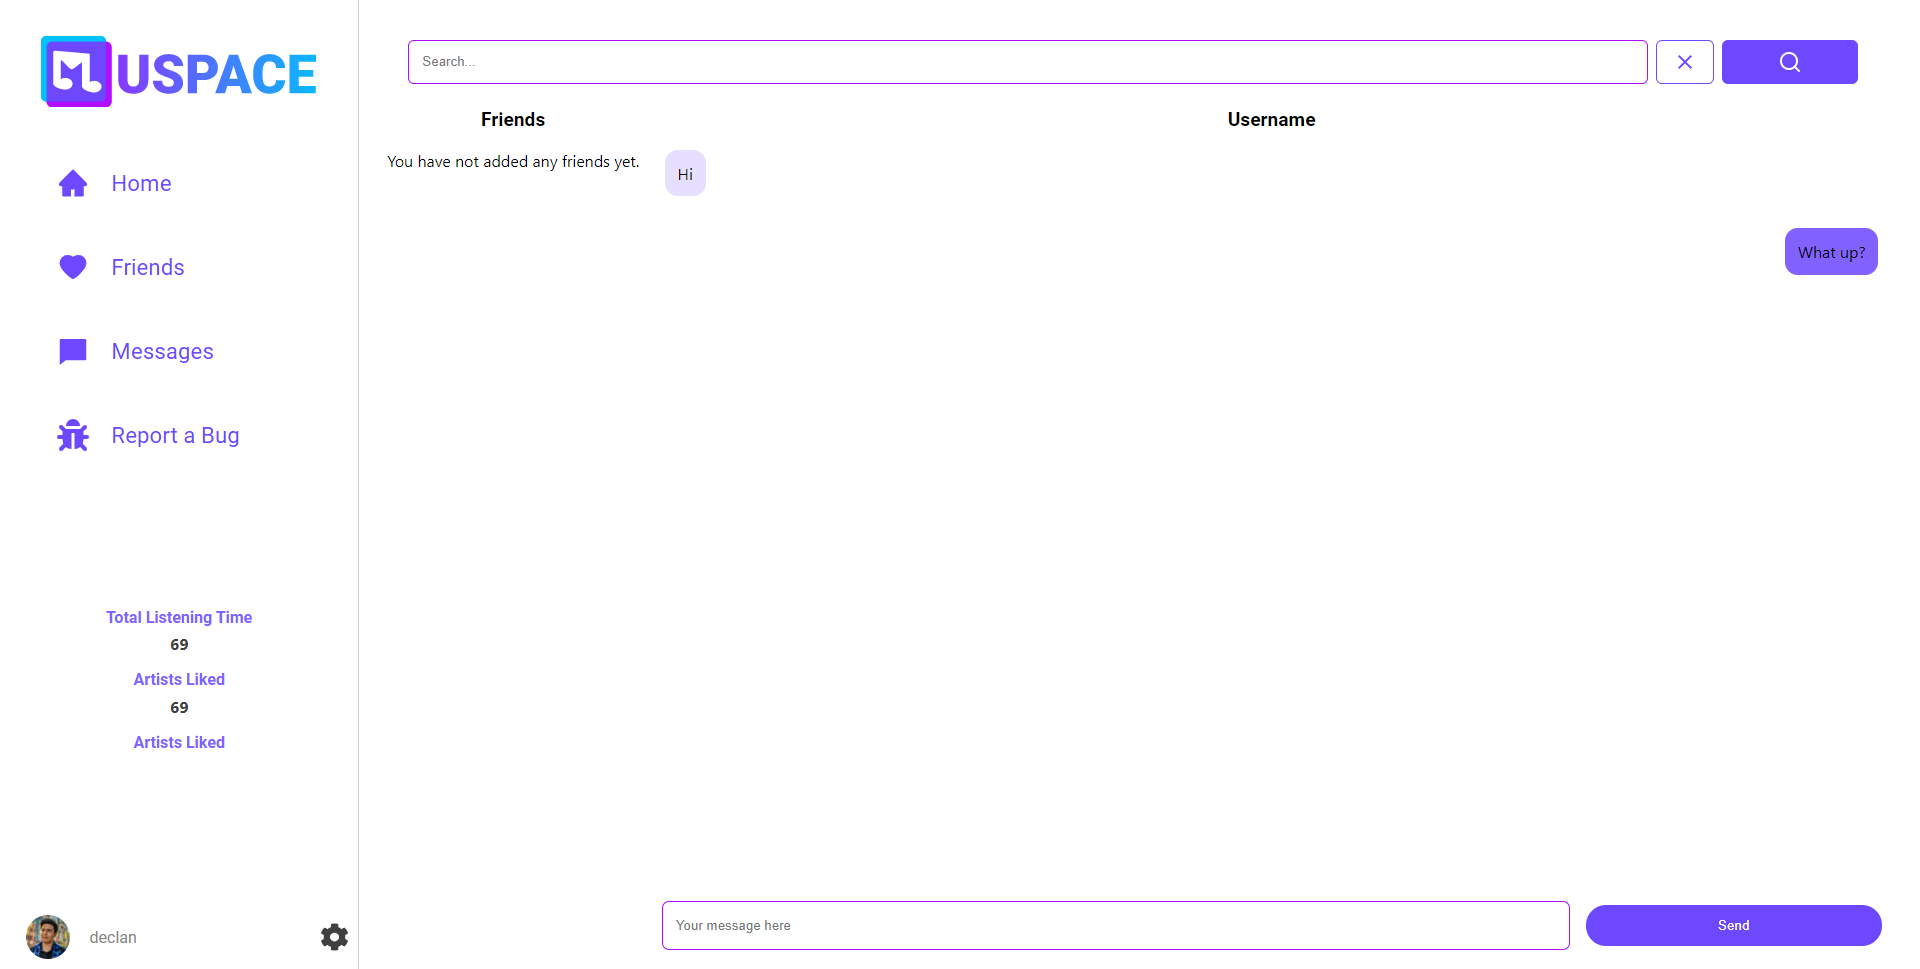 MUSPACE
Home
Friends
Messages
Report a Bug
Total Listening Time
69
Artists Liked
69
Artists Liked
declan
Search...
Friends
You have not added any friends yet.
Username
Hi
What up?
Your message here
Send